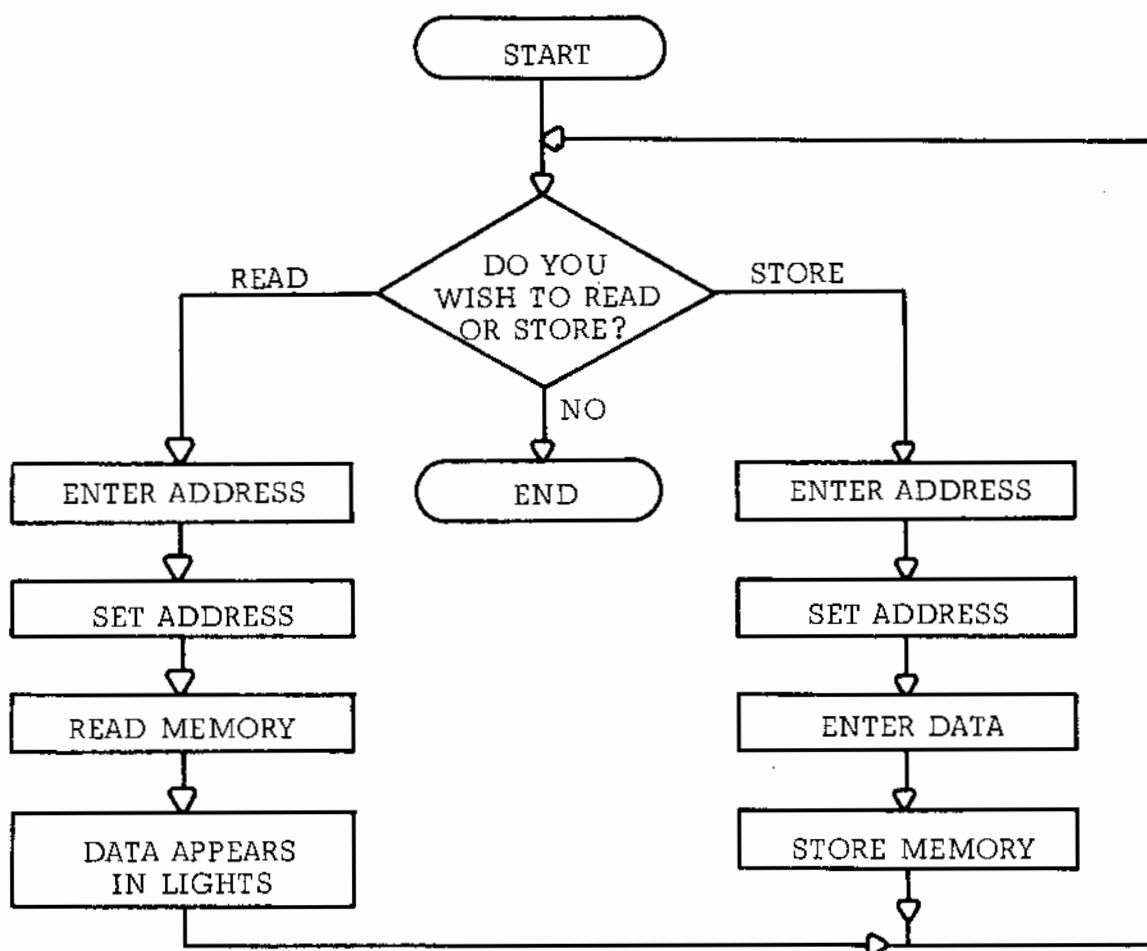 START
DO YOU
WISH TO READ
OR STORE?
READ
STORE
NO
END
ENTER ADDRESS
SET ADDRESS
READ MEMORY
DATA APPEARS
IN LIGHTS
ENTER ADDRESS
SET ADDRESS
ENTER DATA
STORE MEMORY